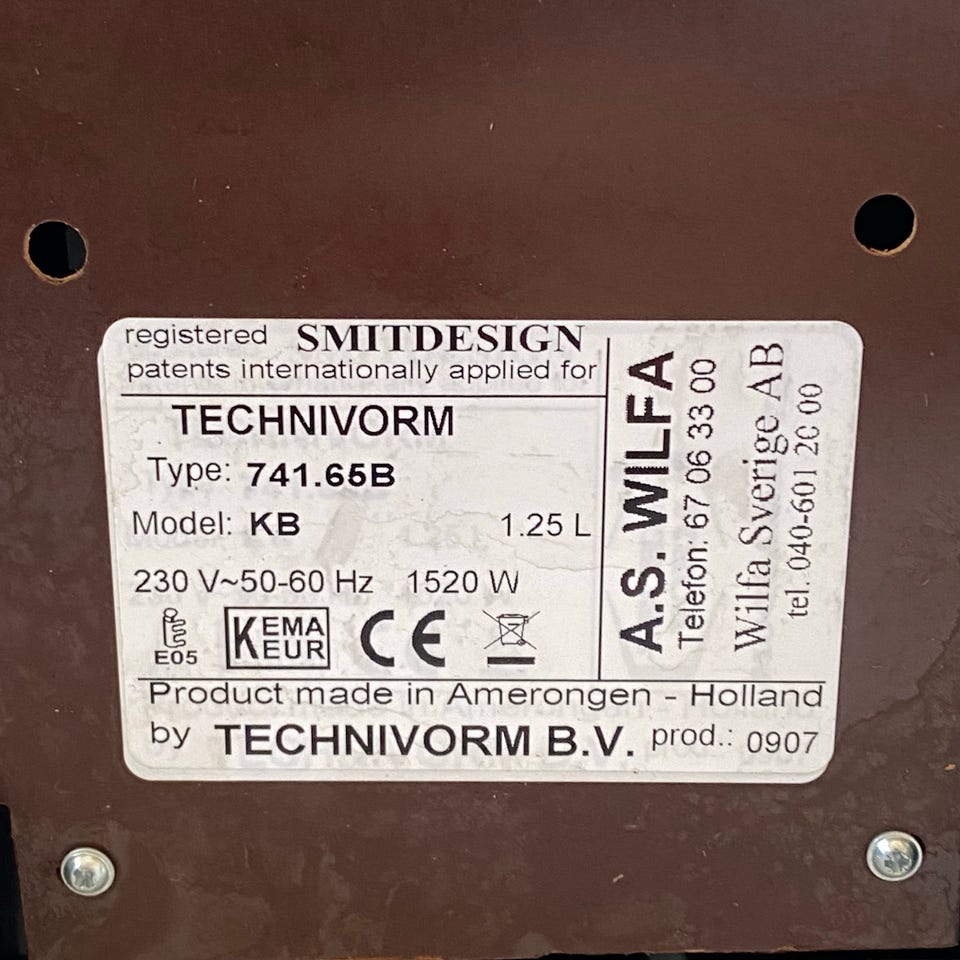 registered SMITDESIGN
patents internationally applied for
TECHNIVORM
Type: 741.65B
Model: KB 1.25 L
230 V~50-60 Hz 1520 W
E05
KEMA
KEUR
CE
A.S. WILFA
Telefon: 67 06 33 00
Wilfa Sverige AB
tel. 040-601 20 00
Product made in Amerongen - Holland
by TECHNIVORM B.V. prod.: 0907